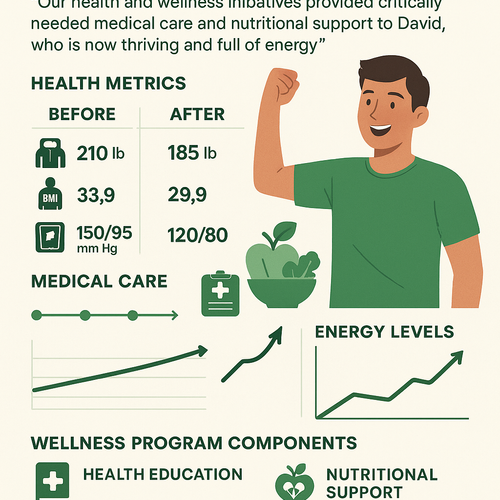 "Our health and wellness initiatives provided critically
needed medical care and nutritional support to David,
who is now thriving and full of energy"
HEALTH METRICS
BEFORE AFTER
210 lb 185 lb
BMI 33,9 29,9
150/95 mm Hg 120/80
MEDICAL CARE
ENERGY LEVELS
WELLNESS PROGRAM COMPONENTS
HEALTH EDUCATION
NUTRITIONAL
SUPPORT